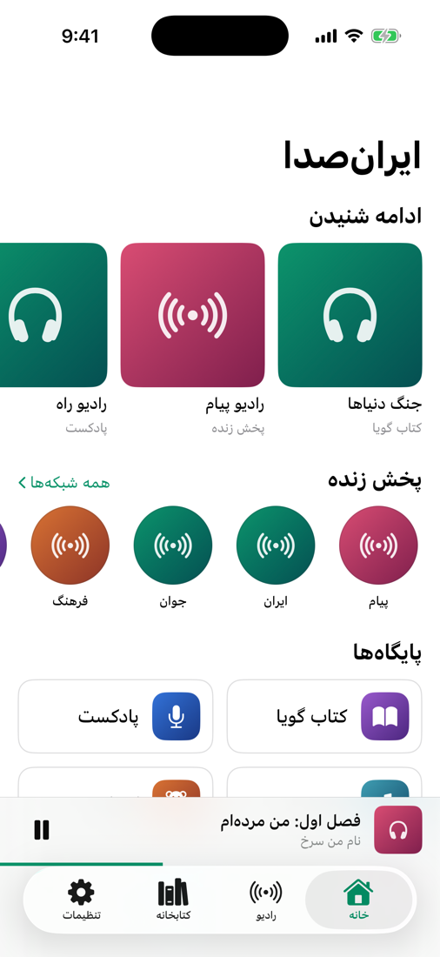 9:41
ایران‌صدا
ادامه شنیدن
جنگ دنیاها
کتاب گویا
رادیو پیام
پخش زنده
رادیو راه
پادکست
پخش زنده
همه شبکه‌ها
پیام
ایران
جوان
فرهنگ
پایگاه‌ها
کتاب گویا
پادکست
فصل اول: من مرده‌ام
نام من سرخ
خانه
رادیو
کتابخانه
تنظیمات